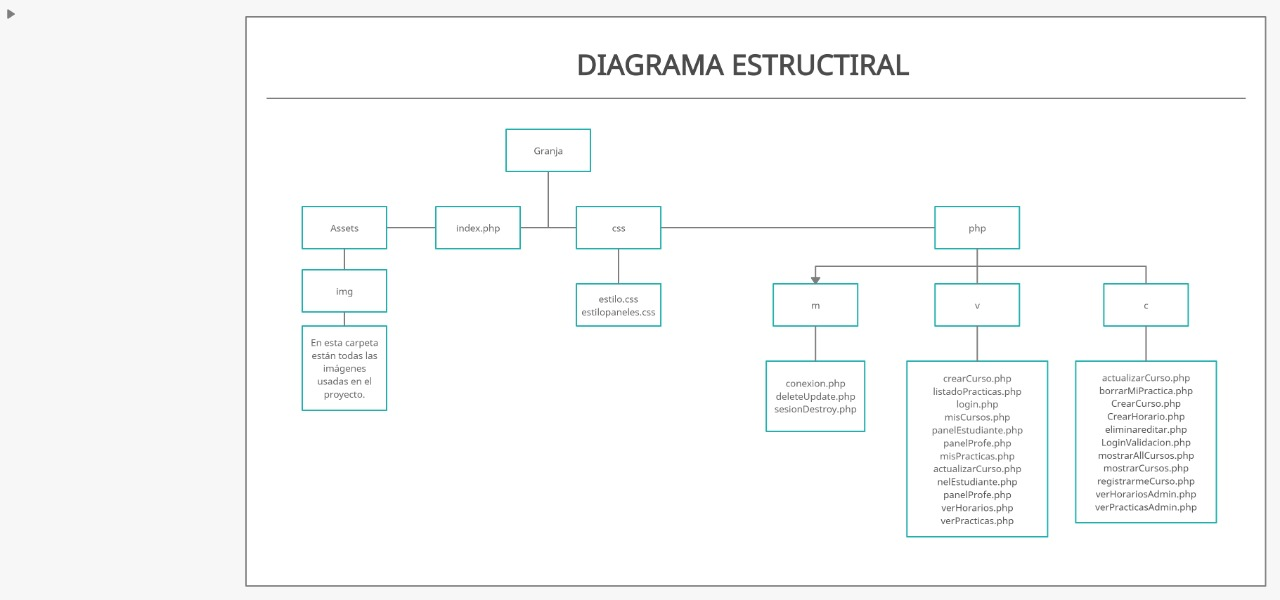 DIAGRAMA ESTRUCTIRAL
Granja
Assets
index.php
css
php
img
estilo.css
estilopaneles.css
m
v
c
En esta carpeta
están todas las
imágenes
usadas en el
proyecto.
conexion.php
deleteUpdate.php
sesionDestroy.php
crearCurso.php
listadoPracticas.php
login.php
misCursos.php
panelEstudiante.php
panelProfe.php
misPracticas.php
actualizarCurso.php
nelEstudiante.php
panelProfe.php
verHorarios.php
verPracticas.php
actualizarCurso.php
borrarMiPractica.php
CrearCurso.php
CrearHorario.php
eliminareditar.php
LoginValidacion.php
mostrarAllCursos.php
mostrarCursos.php
registrarmeCurso.php
verHorariosAdmin.php
verPracticasAdmin.php